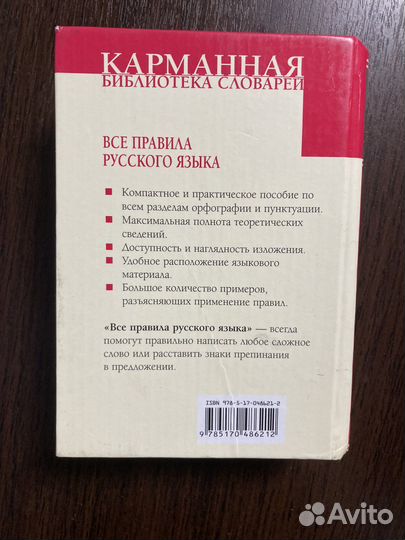 КАРМАННАЯ
БИБЛИОТЕКА СЛОВАРЕЙ
ВСЕ ПРАВИЛА
РУССКОГО ЯЗЫКА
Компактное и практическое пособие по
всем разделам орфографии и пунктуации.
Максимальная полнота теоретических
сведений.
Доступность и наглядность изложения.
Удобное расположение языкового
материала.
Большое количество примеров,
разъясняющих применение правил.
«Все правила русского языка» — всегда
помогут правильно написать любое сложное
слово или расставить знаки препинания
в предложении.
ISBN 978-5-17-048621-2
9 785170 486212
Avito